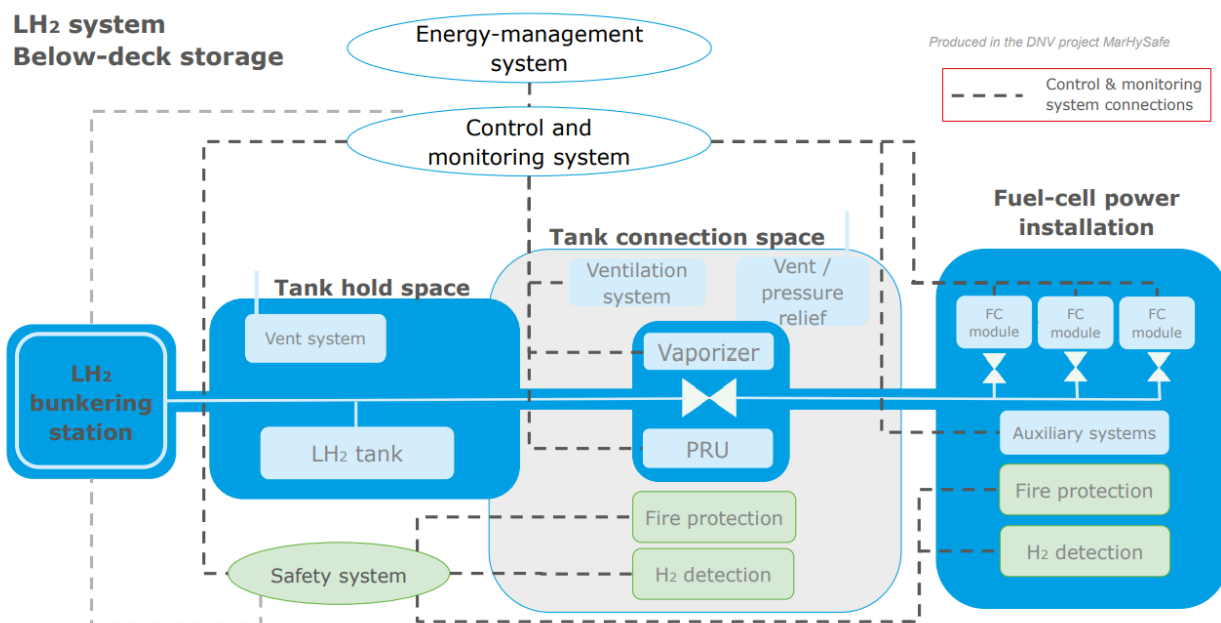 LH₂ system
Below-deck storage
Energy-management
system
Produced in the DNV project MarHySafe
Control & monitoring
system connections
Control and
monitoring system
Fuel-cell power
installation
Tank connection space
Ventilation
system
Vent /
pressure
relief
Tank hold space
Vent system
FC
module
FC
module
FC
module
Vaporizer
LH₂
bunkering
station
LH₂ tank
PRU
Auxiliary systems
Fire protection
Fire protection
H₂ detection
Safety system
H₂ detection